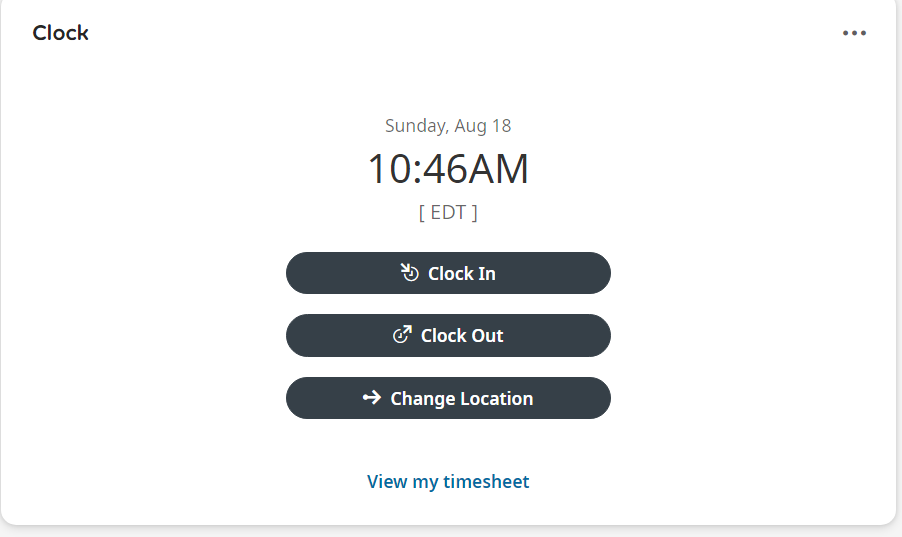 Clock
Sunday, Aug 18
10:46AM
[ EDT ]
Clock In
Clock Out
Change Location
View my timesheet